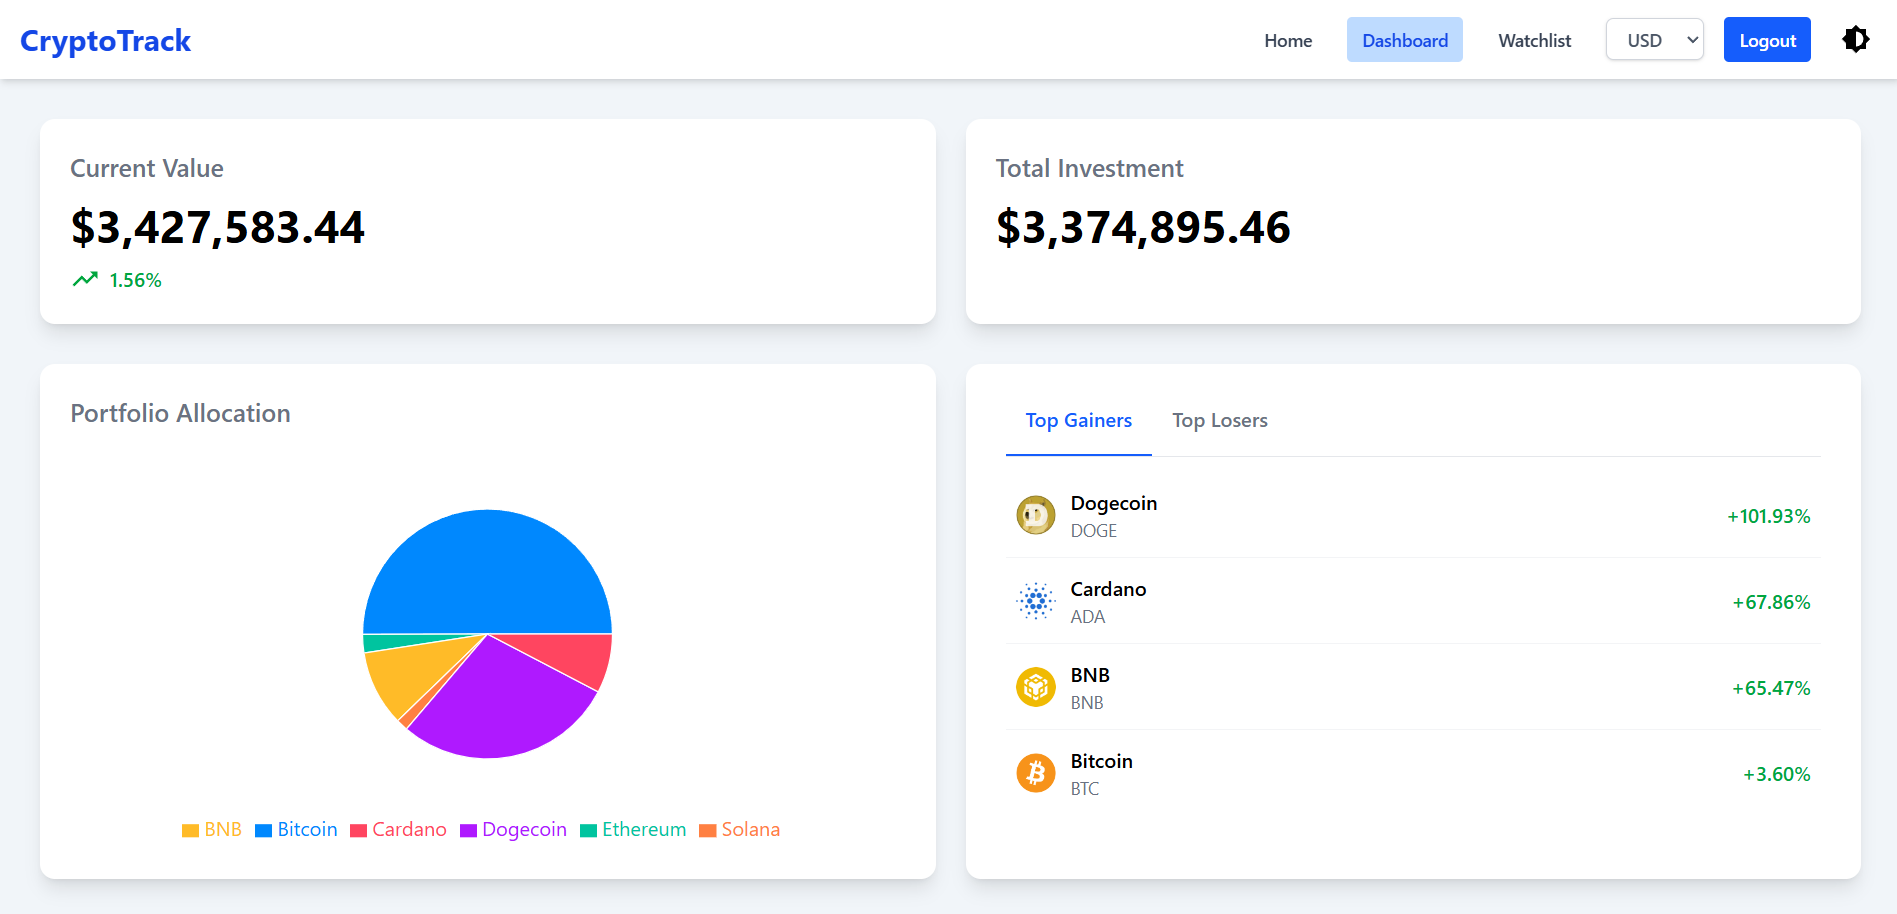 CryptoTrack
Home
Dashboard
Watchlist
USD
Logout
Current Value
$3,427,583.44
1.56%
Total Investment
$3,374,895.46
Portfolio Allocation
BNB Bitcoin Cardano Dogecoin Ethereum Solana
Top Gainers
Top Losers
Dogecoin
DOGE
+101.93%
Cardano
ADA
+67.86%
BNB
BNB
+65.47%
Bitcoin
BTC
+3.60%